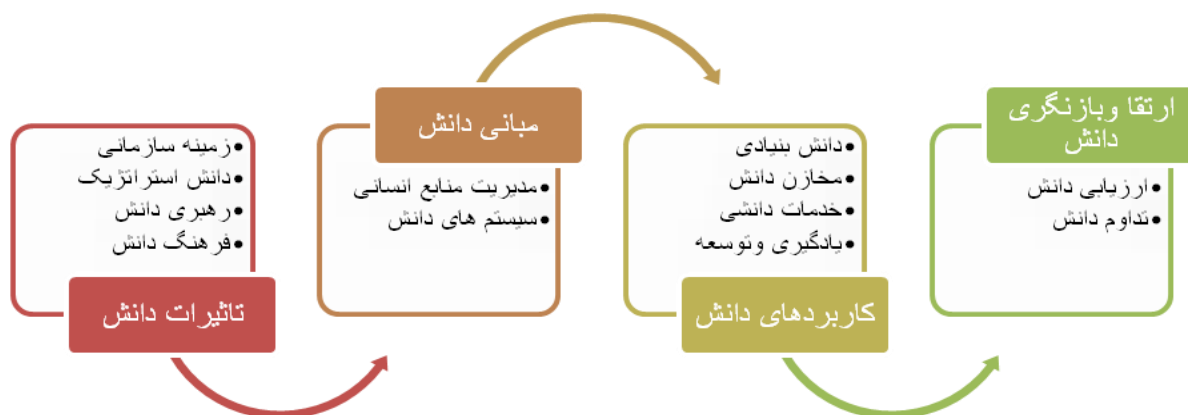 زمینه سازمانی
دانش استراتژیک
رهبری دانش
فرهنگ دانش
تاثیرات دانش
مبانی دانش
مدیریت منابع انسانی
سیستم های دانش
دانش بنیادی
مخازن دانش
خدمات دانشی
یادگیری وتوسعه
کاربردهای دانش
ارتقا وبازنگری
دانش
ارزیابی دانش
تداوم دانش